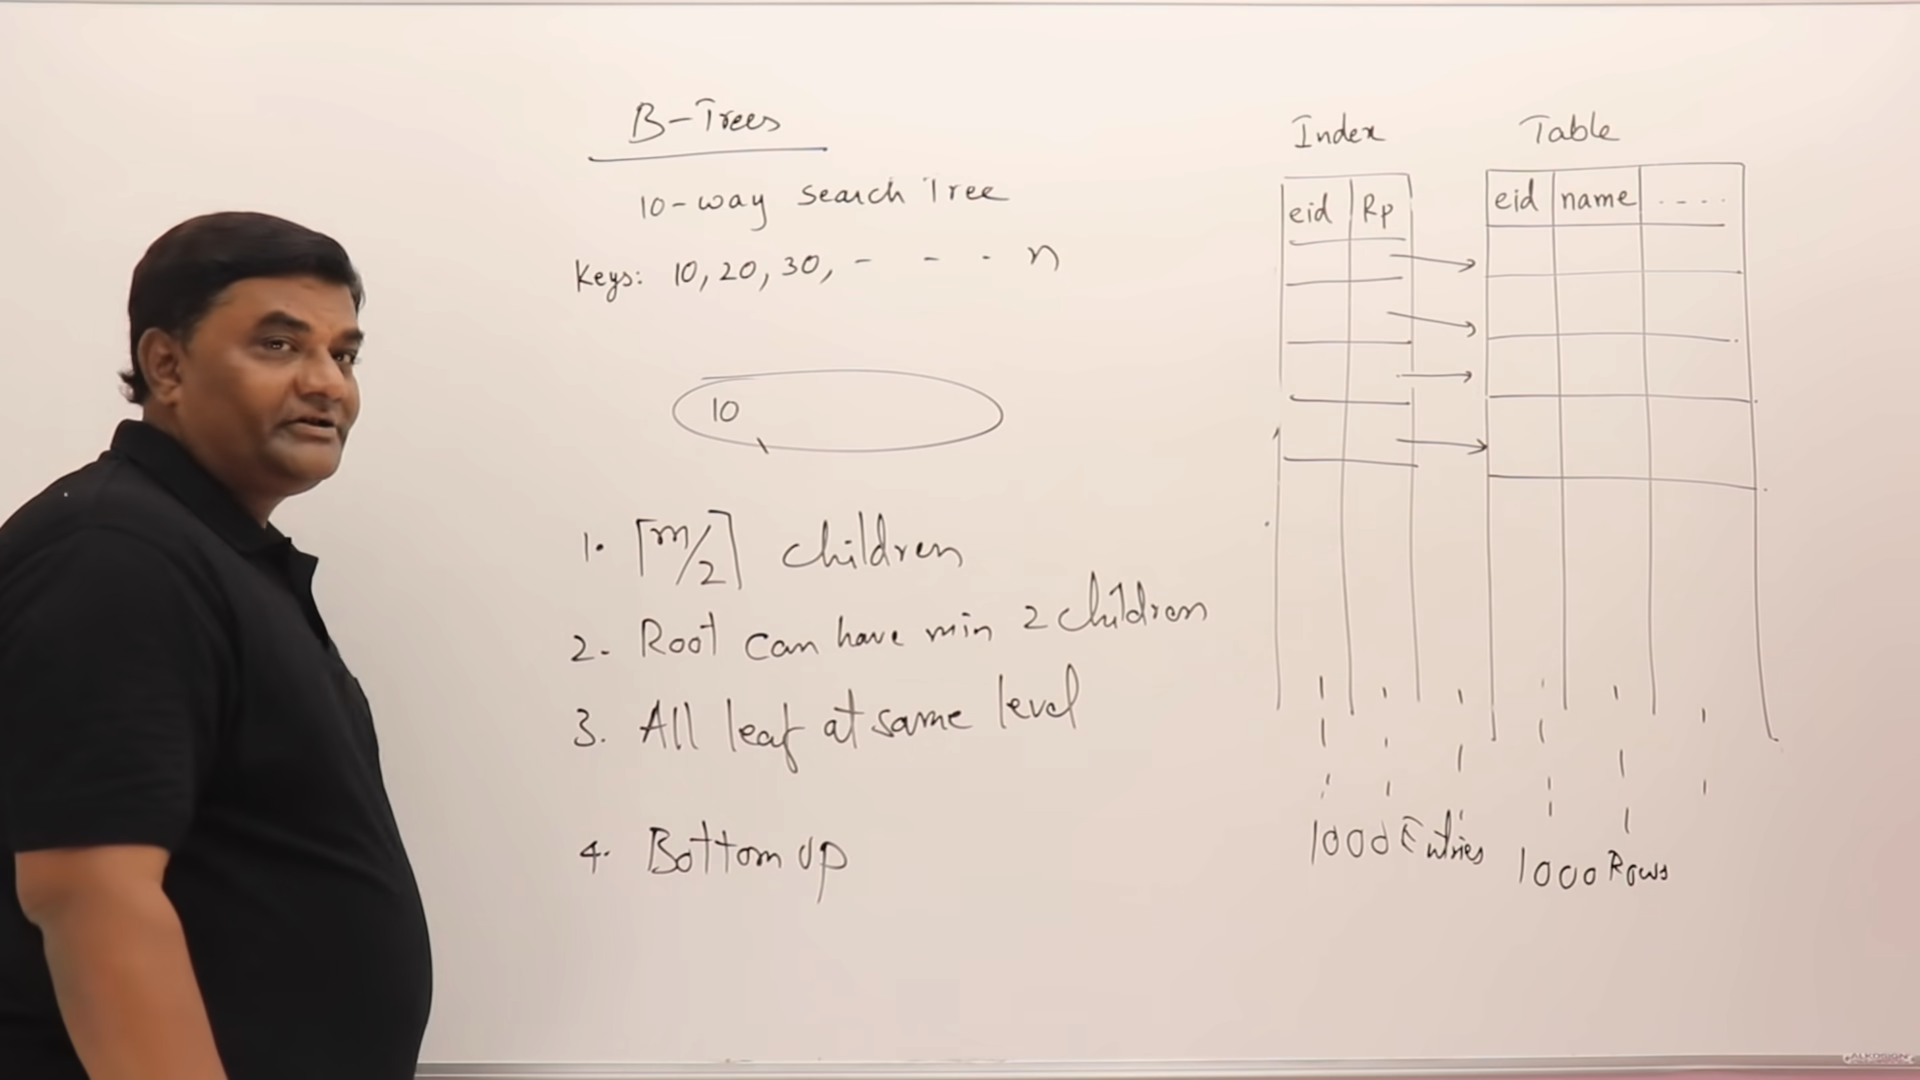 B-Trees
10-way Search Tree
Keys: 10, 20, 30, - - - n
10
1. ⌈m/2⌉ children
2. Root can have min 2 children
3. All leaf at same level
4. Bottom up
Index
eid Rp
1000 Entries
Table
eid name ----
1000 Rows